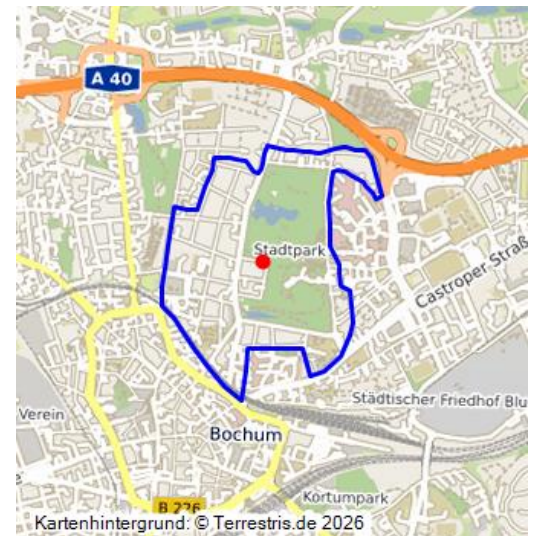 A 40
Stadtpark
Castroper Straß
Städtischer Friedhof Blu
Verein
Bochum
Kortumpark
B 226
Kartenhintergrund: © Terrestris.de 2026